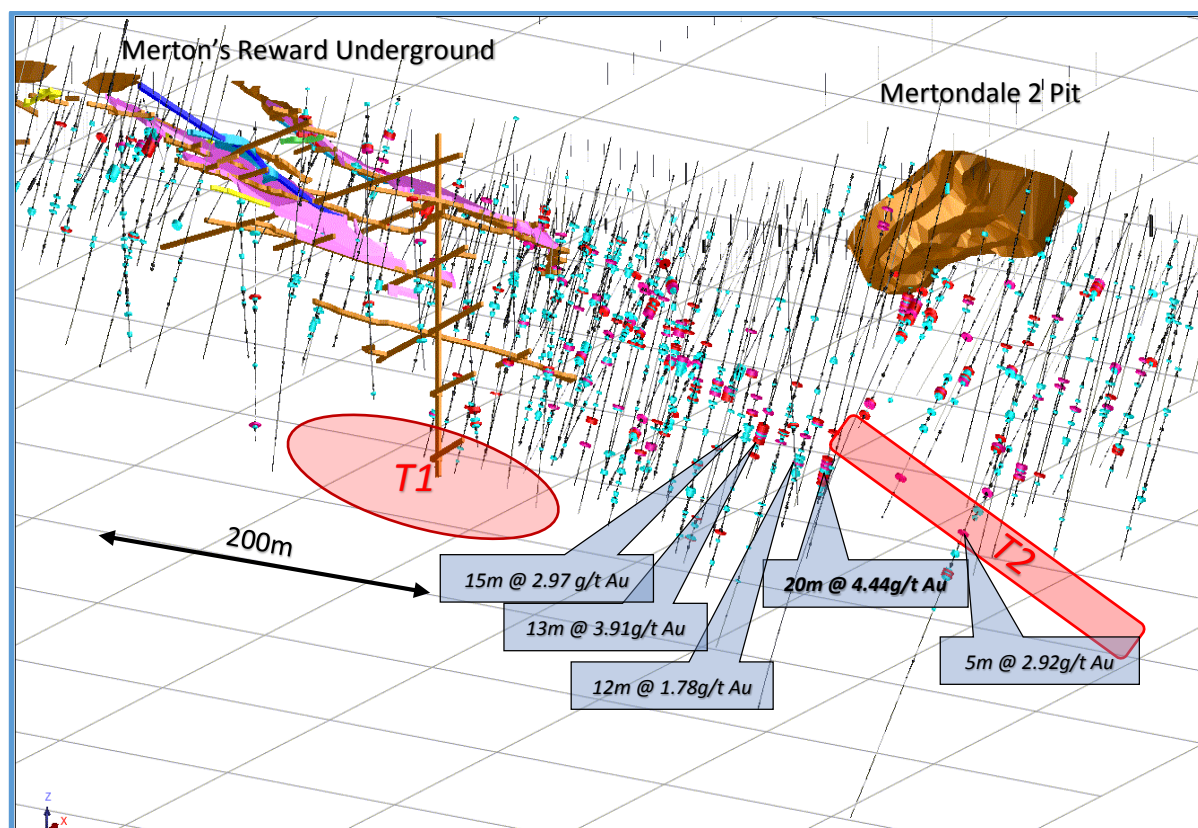 Merton's Reward Underground
Mertondale 2 Pit
T1
200m
T2
15m @ 2.97 g/t Au
20m @ 4.44g/t Au
13m @ 3.91g/t Au
5m @ 2.92g/t Au
12m @ 1.78g/t Au
Z
X